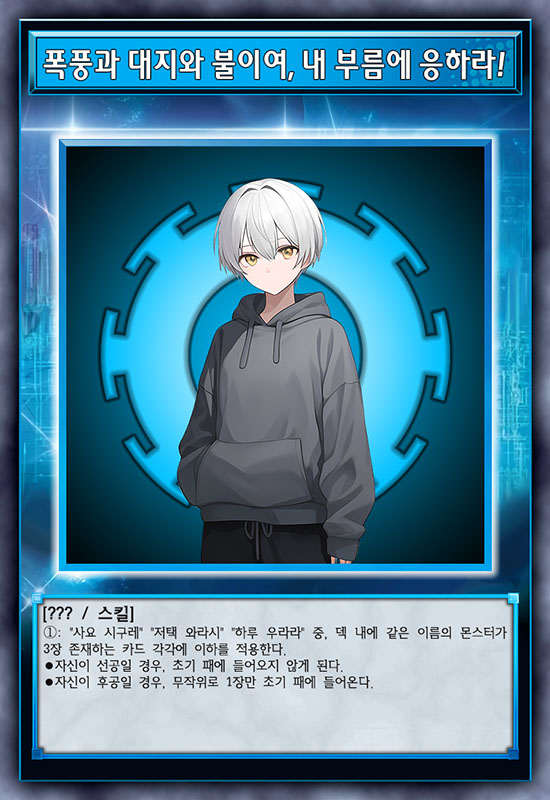 폭풍과 대지와 불이여, 내 부름에 응하라!
[??? / 스킬]
①: "사요 시구레" "저택 와라시" "하루 우라라" 중, 덱 내에 같은 이름의 몬스터가
3장 존재하는 카드 각각에 이하를 적용한다.
●자신이 선공일 경우, 초기 패에 들어오지 않게 된다.
●자신이 후공일 경우, 무작위로 1장만 초기 패에 들어온다.